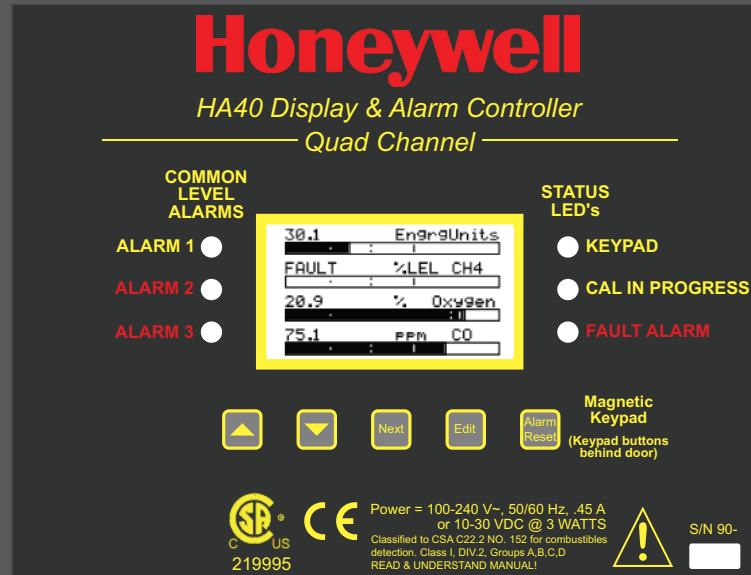 Honeywell
HA40 Display & Alarm Controller
Quad Channel
COMMON
LEVEL
ALARMS
STATUS
LED's
ALARM 1
ALARM 2
ALARM 3
30.1 EngrgUnits
FAULT %LEL CH4
20.9 % Oxygen
75.1 ppm CO
KEYPAD
CAL IN PROGRESS
FAULT ALARM
Next
Edit
Alarm
Reset
Magnetic
Keypad
(Keypad buttons
behind door)
SA
C US
219995
CE
Power = 100-240 V~, 50/60 Hz, .45 A
or 10-30 VDC @ 3 WATTS
Classified to CSA C22.2 NO. 152 for combustibles
detection. Class I, DIV.2, Groups A,B,C,D
READ & UNDERSTAND MANUAL!
!
S/N 90-